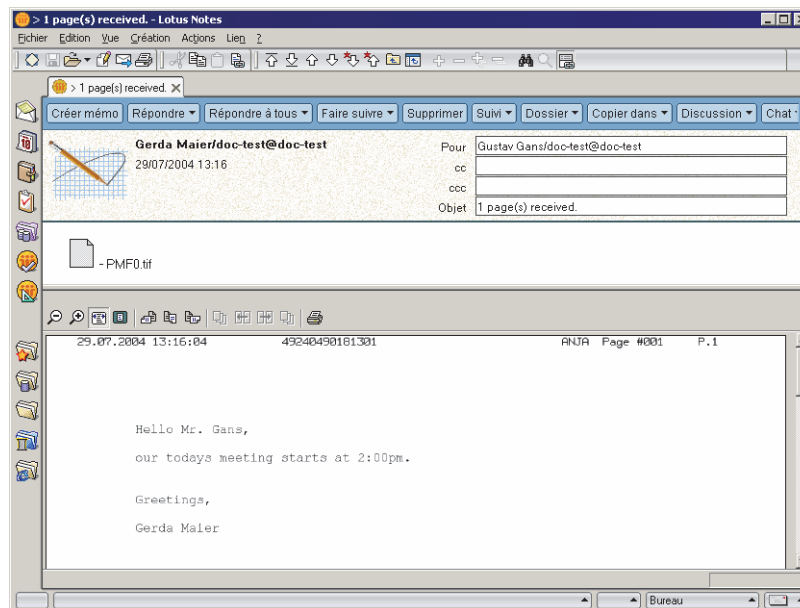 > 1 page(s) received. - Lotus Notes
Fichier Edition Vue Création Actions Lien ?
> 1 page(s) received.
Créer mémo Répondre Répondre à tous Faire suivre Supprimer Suivi Dossier Copier dans Discussion Chat
Gerda Maier/doc-test@doc-test
29/07/2004 13:16
Pour Gustav Gans/doc-test@doc-test
cc
ccc
Objet 1 page(s) received.
- PMF0.tif
29.07.2004 13:16:04 49240490181301 ANJA Page #001 P.1
Hello Mr. Gans,
our todays meeting starts at 2:00pm.
Greetings,
Gerda Maier
Bureau